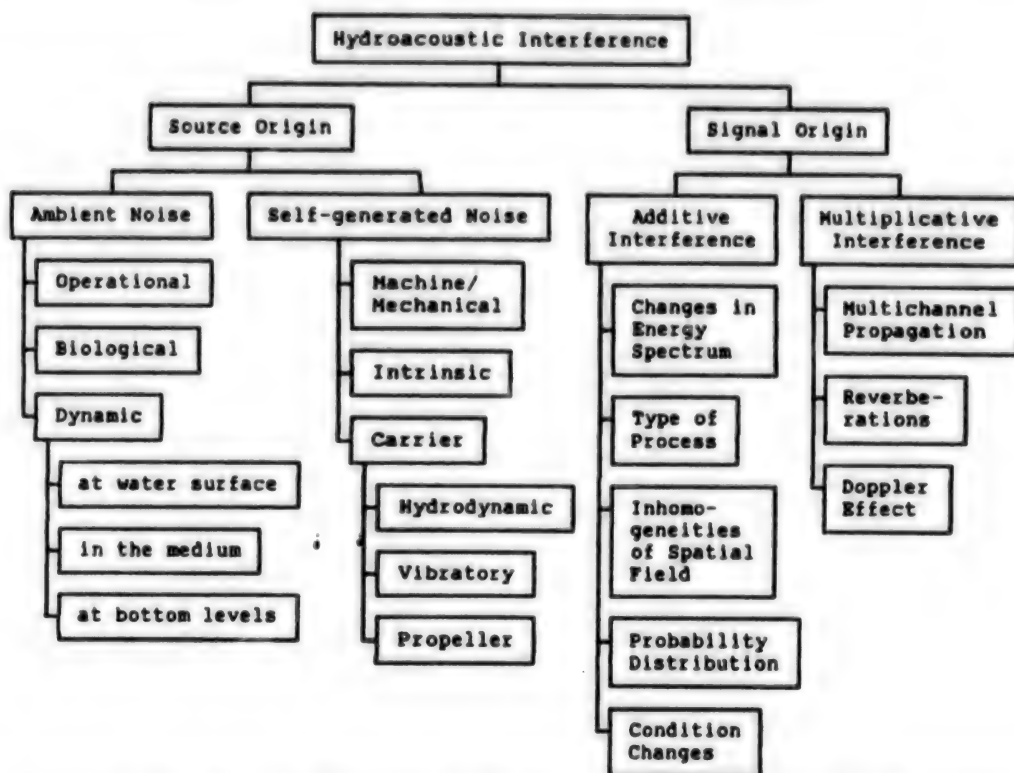 Hydroacoustic Interference
Source Origin
Signal Origin
Ambient Noise
Self-generated Noise
Additive
Interference
Multiplicative
Interference
Operational
Biological
Dynamic
at water surface
in the medium
at bottom levels
Machine/
Mechanical
Intrinsic
Carrier
Hydrodynamic
Vibratory
Propeller
Changes in
Energy
Spectrum
Type of
Process
Inhomo-
geneities
of Spatial
Field
Probability
Distribution
Condition
Changes
Multichannel
Propagation
Reverbe-
rations
Doppler
Effect